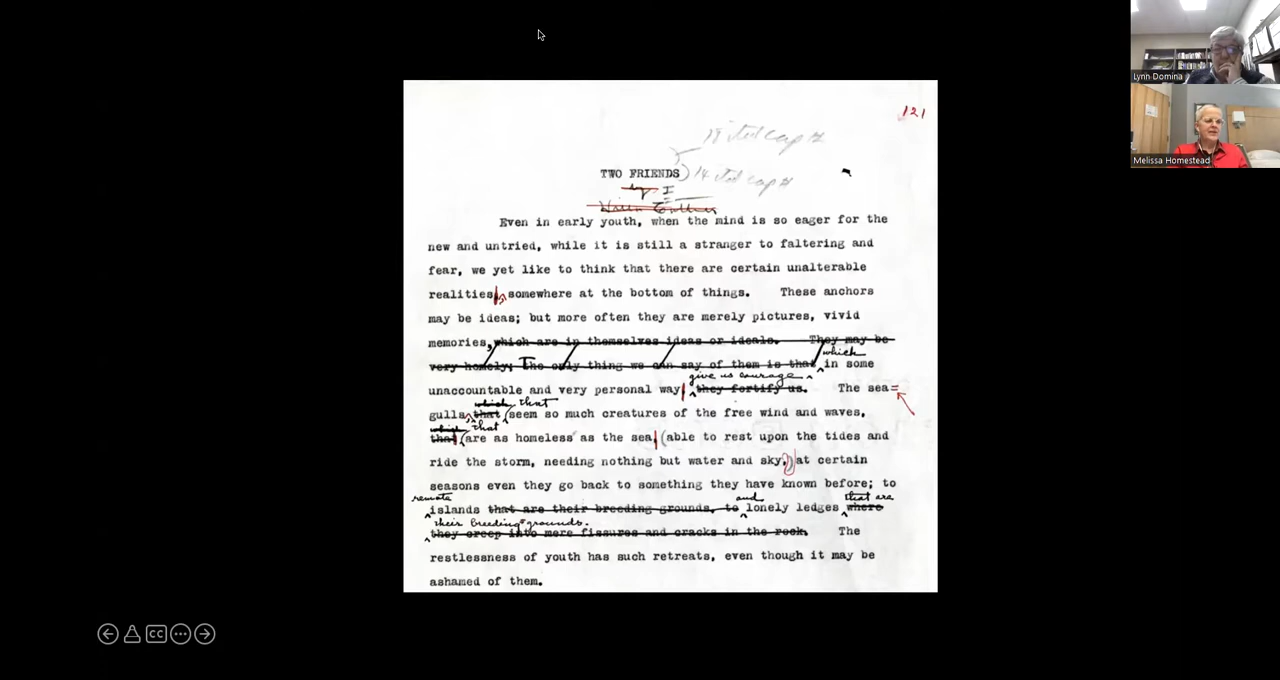 Lynn Domina
Melissa Homestead
121
18
TWO FRIENDS) 14
by I
Willa Cather
Even in early youth, when the mind is so eager for the
new and untried, while it is still a stranger to faltering and
fear, we yet like to think that there are certain unalterable
realities, somewhere at the bottom of things. These anchors
may be ideas; but more often they are merely pictures, vivid
memories, which are in themselves ideas or ideals. They may be
very homely; The only thing we can say of them is that which in some
give us courage
unaccountable and very personal way, they fortify us. The sea=
which that
gulls, that seem so much creatures of the free wind and waves,
which that
that (are as homeless as the sea, (able to rest upon the tides and
ride the storm, needing nothing but water and sky,) at certain
seasons even they go back to something they have known before; to
remote and that are
islands that are their breeding grounds, to lonely ledges where
their breeding-grounds.
they creep into mere fissures and cracks in the rock. The
restlessness of youth has such retreats, even though it may be
ashamed of them.
CC